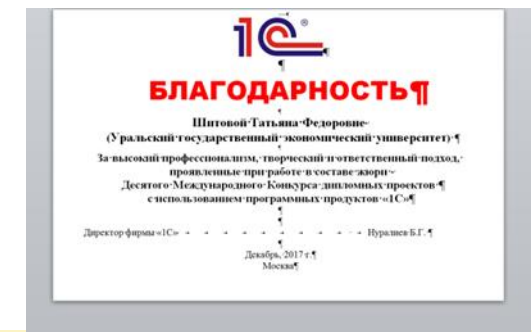 1С
БЛАГОДАРНОСТЬ
Шитовой Татьяне Федоровне
(Уральский государственный экономический университет)
За высокий профессионализм, творческий и ответственный подход,
проявленные при работе в составе жюри
Десятого Международного Конкурса дипломных проектов
с использованием программных продуктов «1С»
Директор фирмы «1С» Нуралиев Б.Г.
Декабрь, 2017 г.
Москва